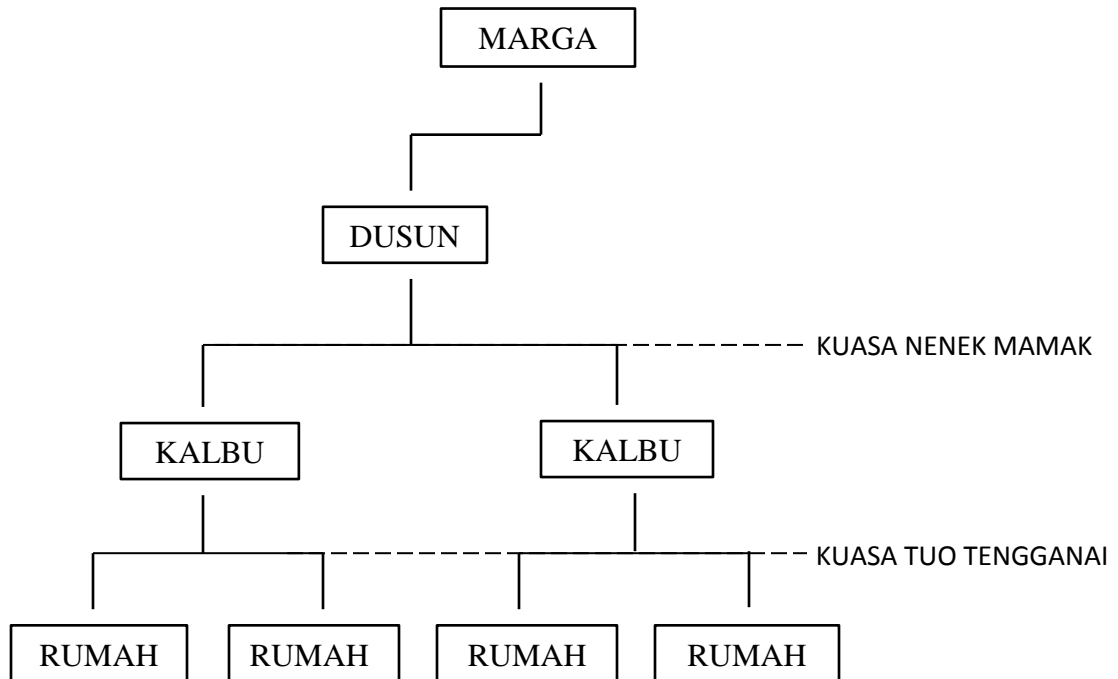 MARGA
DUSUN
KUASA NENEK MAMAK
KALBU
KALBU
KUASA TUO TENGGANAI
RUMAH
RUMAH
RUMAH
RUMAH